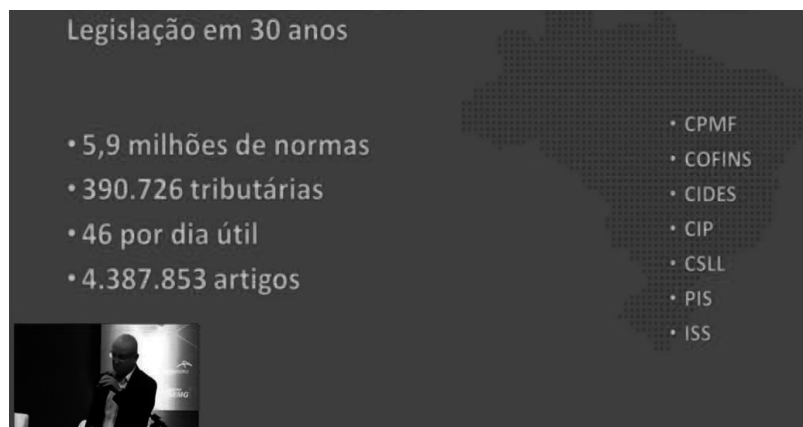 Legislação em 30 anos
• 5,9 milhões de normas
• 390.726 tributárias
• 46 por dia útil
• 4.387.853 artigos
• CPMF
• COFINS
• CIDES
• CIP
• CSLL
• PIS
• ISS